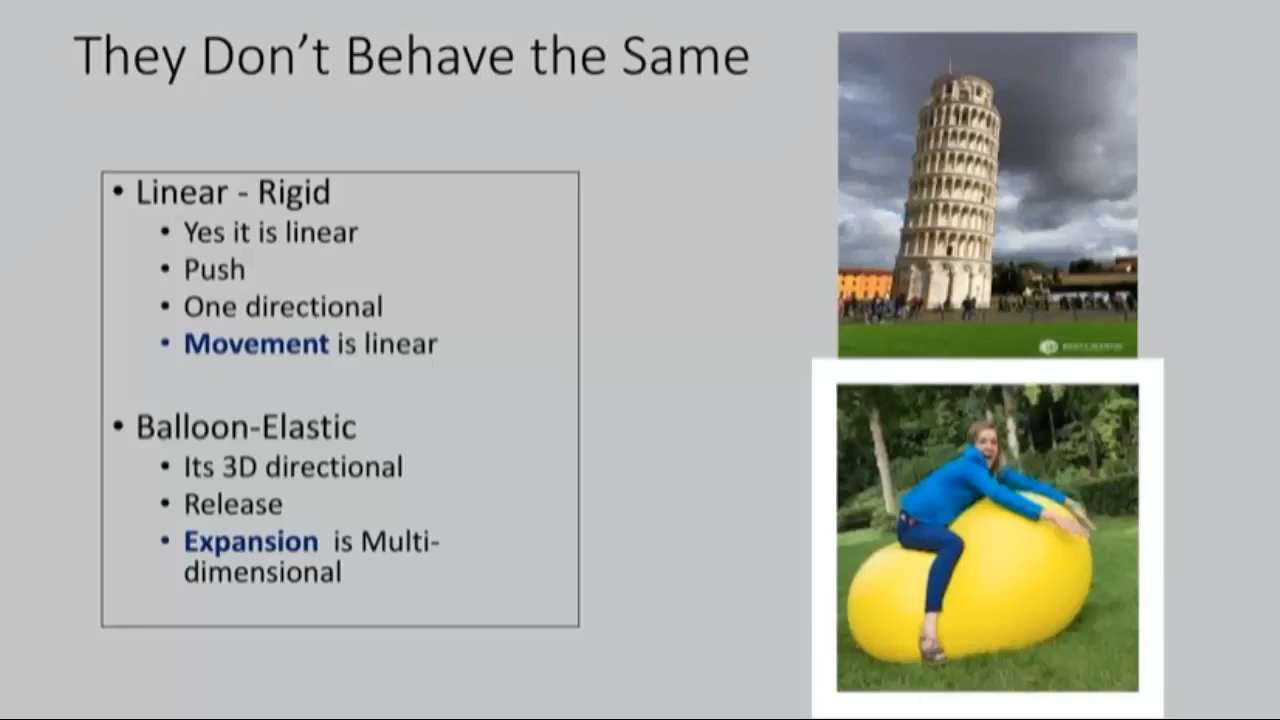 They Don't Behave the Same
• Linear - Rigid
• Yes it is linear
• Push
• One directional
• Movement is linear
• Balloon-Elastic
• Its 3D directional
• Release
• Expansion is Multi-
dimensional